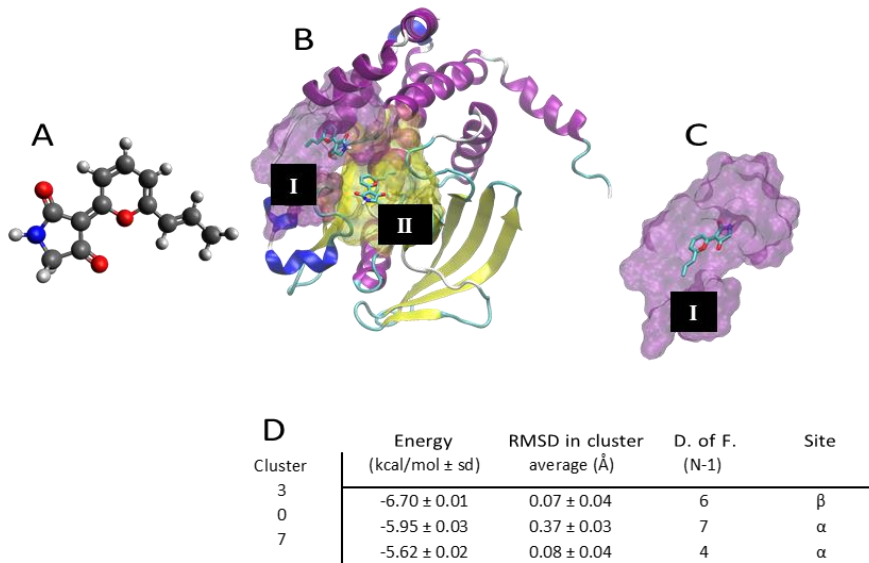 B
A
C
I
II
I
D
Energy RMSD in cluster D. of F. Site
Cluster (kcal/mol ± sd) average (Å) (N-1)
3 -6.70 ± 0.01 0.07 ± 0.04 6 β
0 -5.95 ± 0.03 0.37 ± 0.03 7 α
7 -5.62 ± 0.02 0.08 ± 0.04 4 α